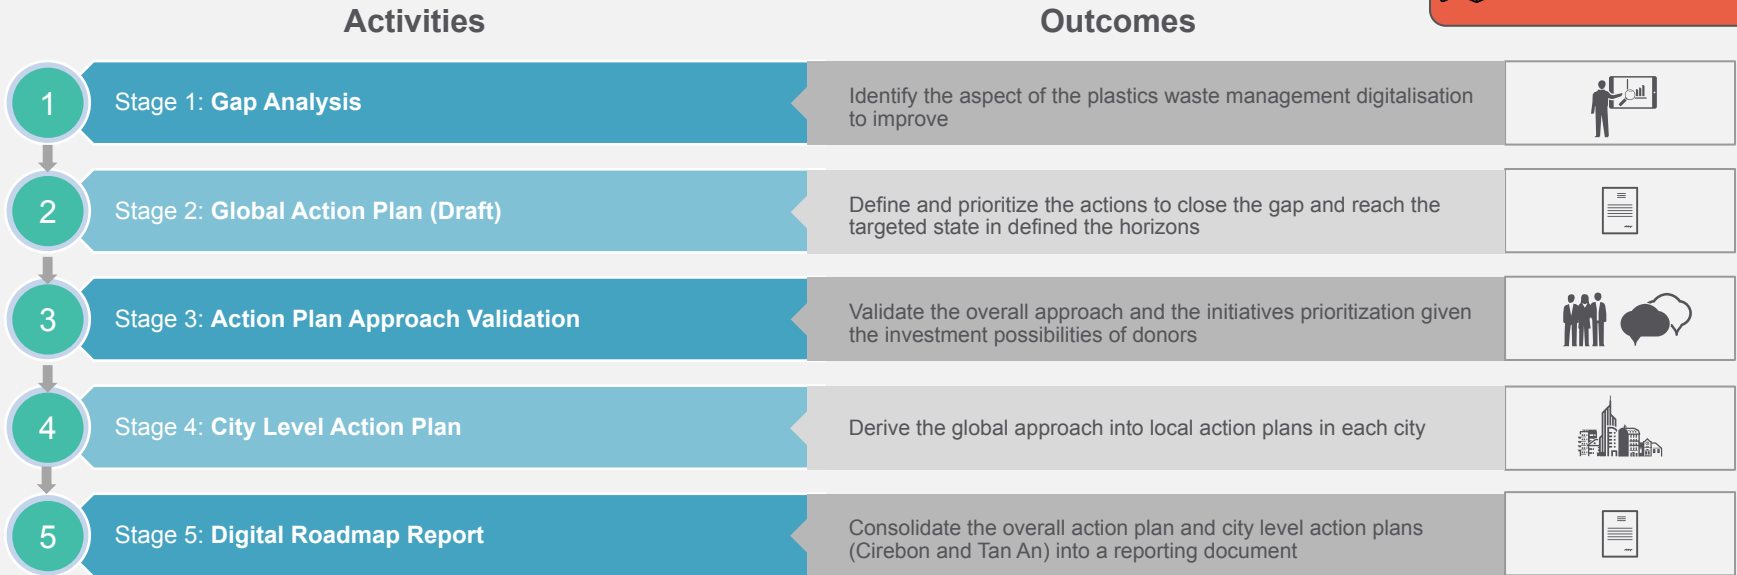 Activities
Outcomes
1
Stage 1: Gap Analysis
Identify the aspect of the plastics waste management digitalisation
to improve
2
Stage 2: Global Action Plan (Draft)
Define and prioritize the actions to close the gap and reach the
targeted state in defined the horizons
3
Stage 3: Action Plan Approach Validation
Validate the overall approach and the initiatives prioritization given
the investment possibilities of donors
4
Stage 4: City Level Action Plan
Derive the global approach into local action plans in each city
5
Stage 5: Digital Roadmap Report
Consolidate the overall action plan and city level action plans
(Cirebon and Tan An) into a reporting document